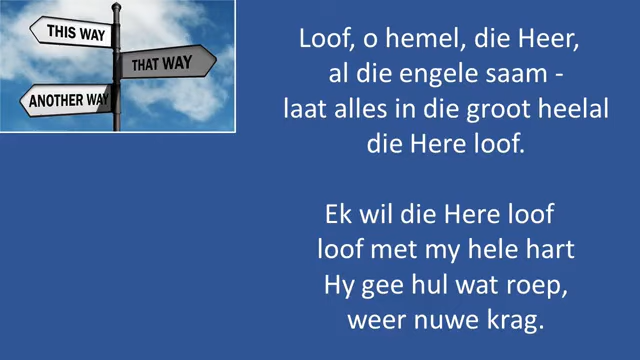 THIS WAY
THAT WAY
ANOTHER WAY
Loof, o hemel, die Heer,
al die engele saam -
laat alles in die groot heelal
die Here loof.
Ek wil die Here loof
loof met my hele hart
Hy gee hul wat roep,
weer nuwe krag.